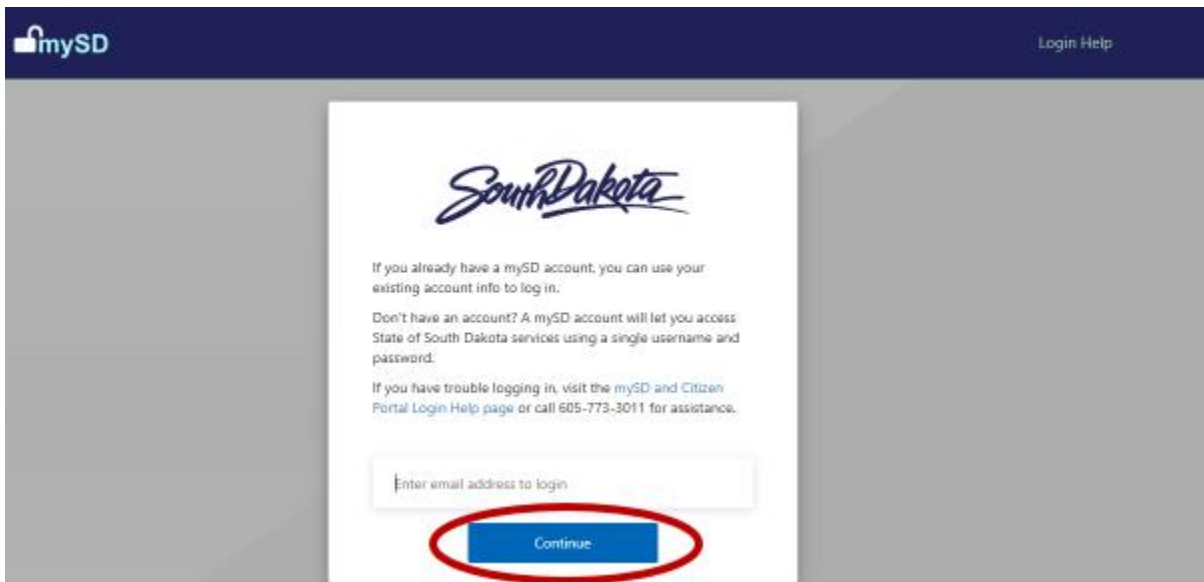 mySD
Login Help
South Dakota
If you already have a mySD account, you can use your
existing account info to log in.
Don't have an account? A mySD account will let you access
State of South Dakota services using a single username and
password.
If you have trouble logging in, visit the mySD and Citizen
Portal Login Help page or call 605-773-3011 for assistance.
Enter email address to login
Continue